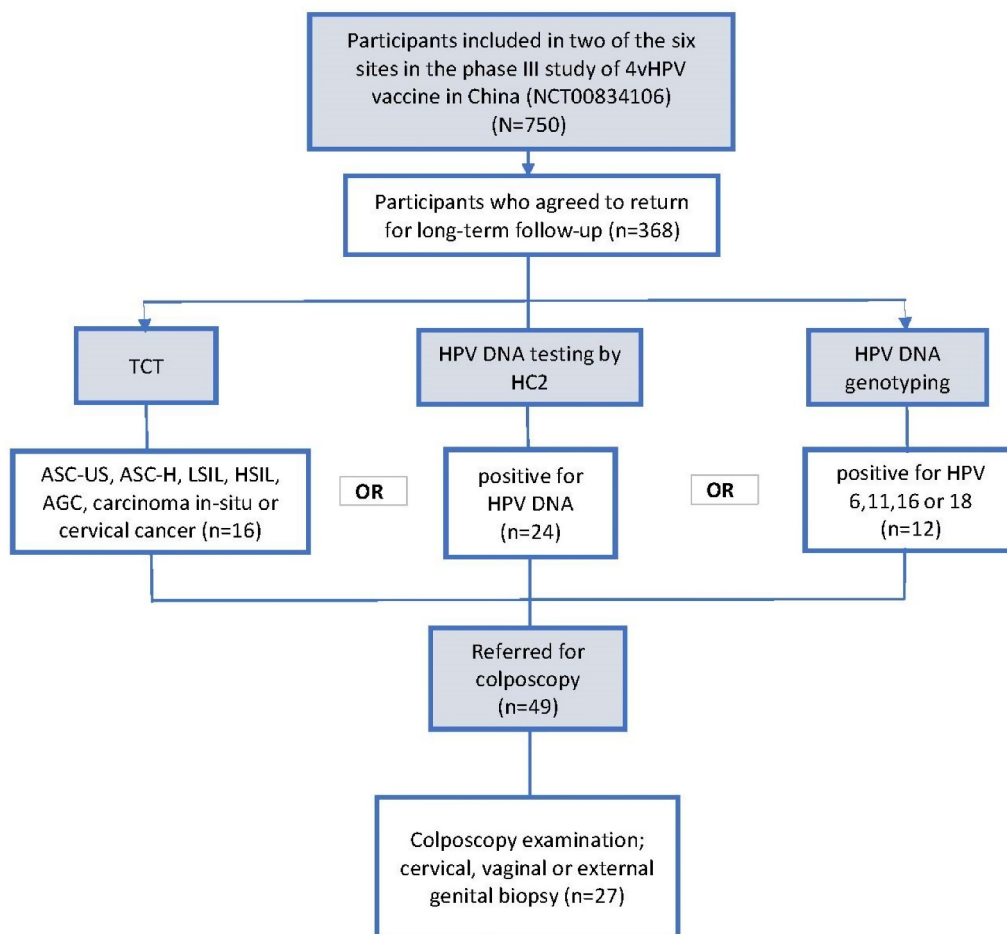 Participants included in two of the six
sites in the phase III study of 4vHPV
vaccine in China (NCT00834106)
(N=750)
Participants who agreed to return
for long-term follow-up (n=368)
TCT
HPV DNA testing by
HC2
HPV DNA
genotyping
ASC-US, ASC-H, LSIL, HSIL,
AGC, carcinoma in-situ or
cervical cancer (n=16)
OR
positive for
HPV DNA
(n=24)
OR
positive for HPV
6,11,16 or 18
(n=12)
Referred for
colposcopy
(n=49)
Colposcopy examination;
cervical, vaginal or external
genital biopsy (n=27)